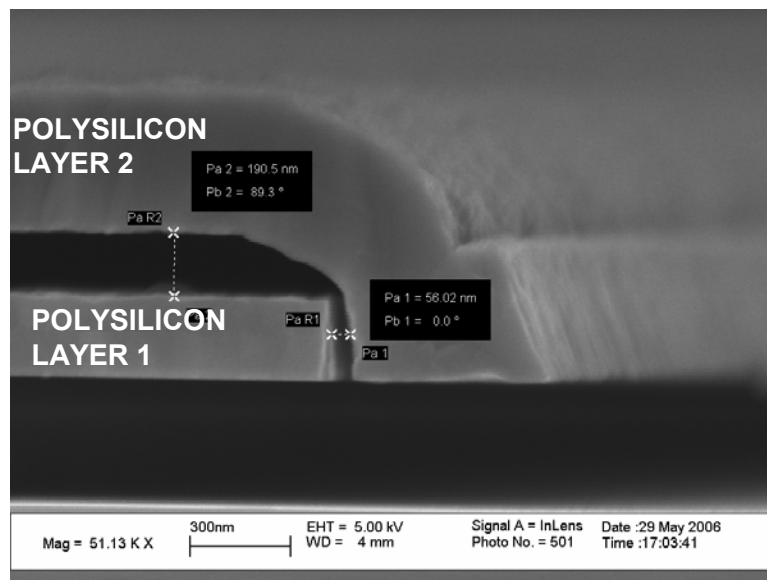 POLYSILICON
LAYER 2
Pa 2 = 190.5 nm
Pb 2 = 89.3 °
Pa R2
Pa 1 = 56.02 nm
Pb 1 = 0.0 °
POLYSILICON
LAYER 1
Pa R1
Pa 1
300nm
Mag = 51.13 K X
EHT = 5.00 kV
WD = 4 mm
Signal A = InLens
Photo No. = 501
Date :29 May 2006
Time :17:03:41